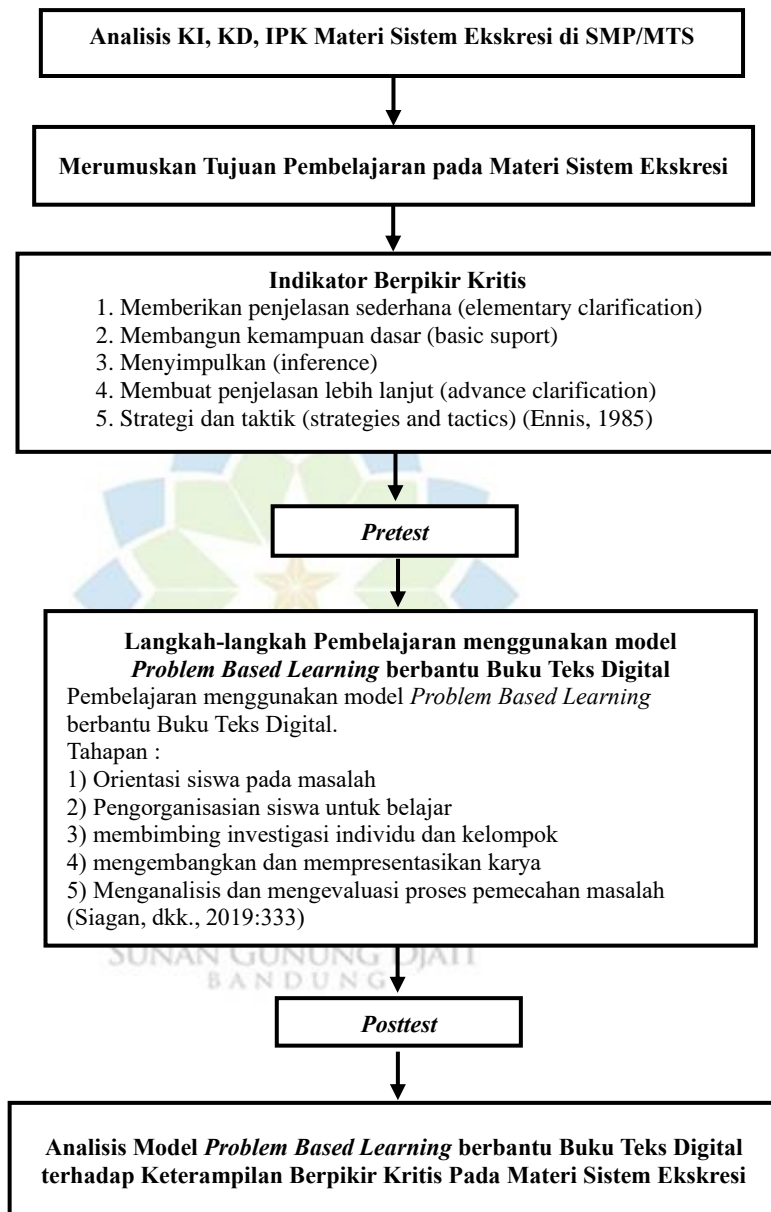 Analisis KI, KD, IPK Materi Sistem Ekskresi di SMP/MTS
Merumuskan Tujuan Pembelajaran pada Materi Sistem Ekskresi
Indikator Berpikir Kritis
1. Memberikan penjelasan sederhana (elementary clarification)
2. Membangun kemampuan dasar (basic suport)
3. Menyimpulkan (inference)
4. Membuat penjelasan lebih lanjut (advance clarification)
5. Strategi dan taktik (strategies and tactics) (Ennis, 1985)
Pretest
Langkah-langkah Pembelajaran menggunakan model
Problem Based Learning berbantu Buku Teks Digital
Pembelajaran menggunakan model Problem Based Learning
berbantu Buku Teks Digital.
Tahapan :
1) Orientasi siswa pada masalah
2) Pengorganisasian siswa untuk belajar
3) membimbing investigasi individu dan kelompok
4) mengembangkan dan mempresentasikan karya
5) Menganalisis dan mengevaluasi proses pemecahan masalah
(Siagan, dkk., 2019:333)
SUNAN GUNUNG DJATI
BANDUNG
Posttest
Analisis Model Problem Based Learning berbantu Buku Teks Digital
terhadap Keterampilan Berpikir Kritis Pada Materi Sistem Ekskresi